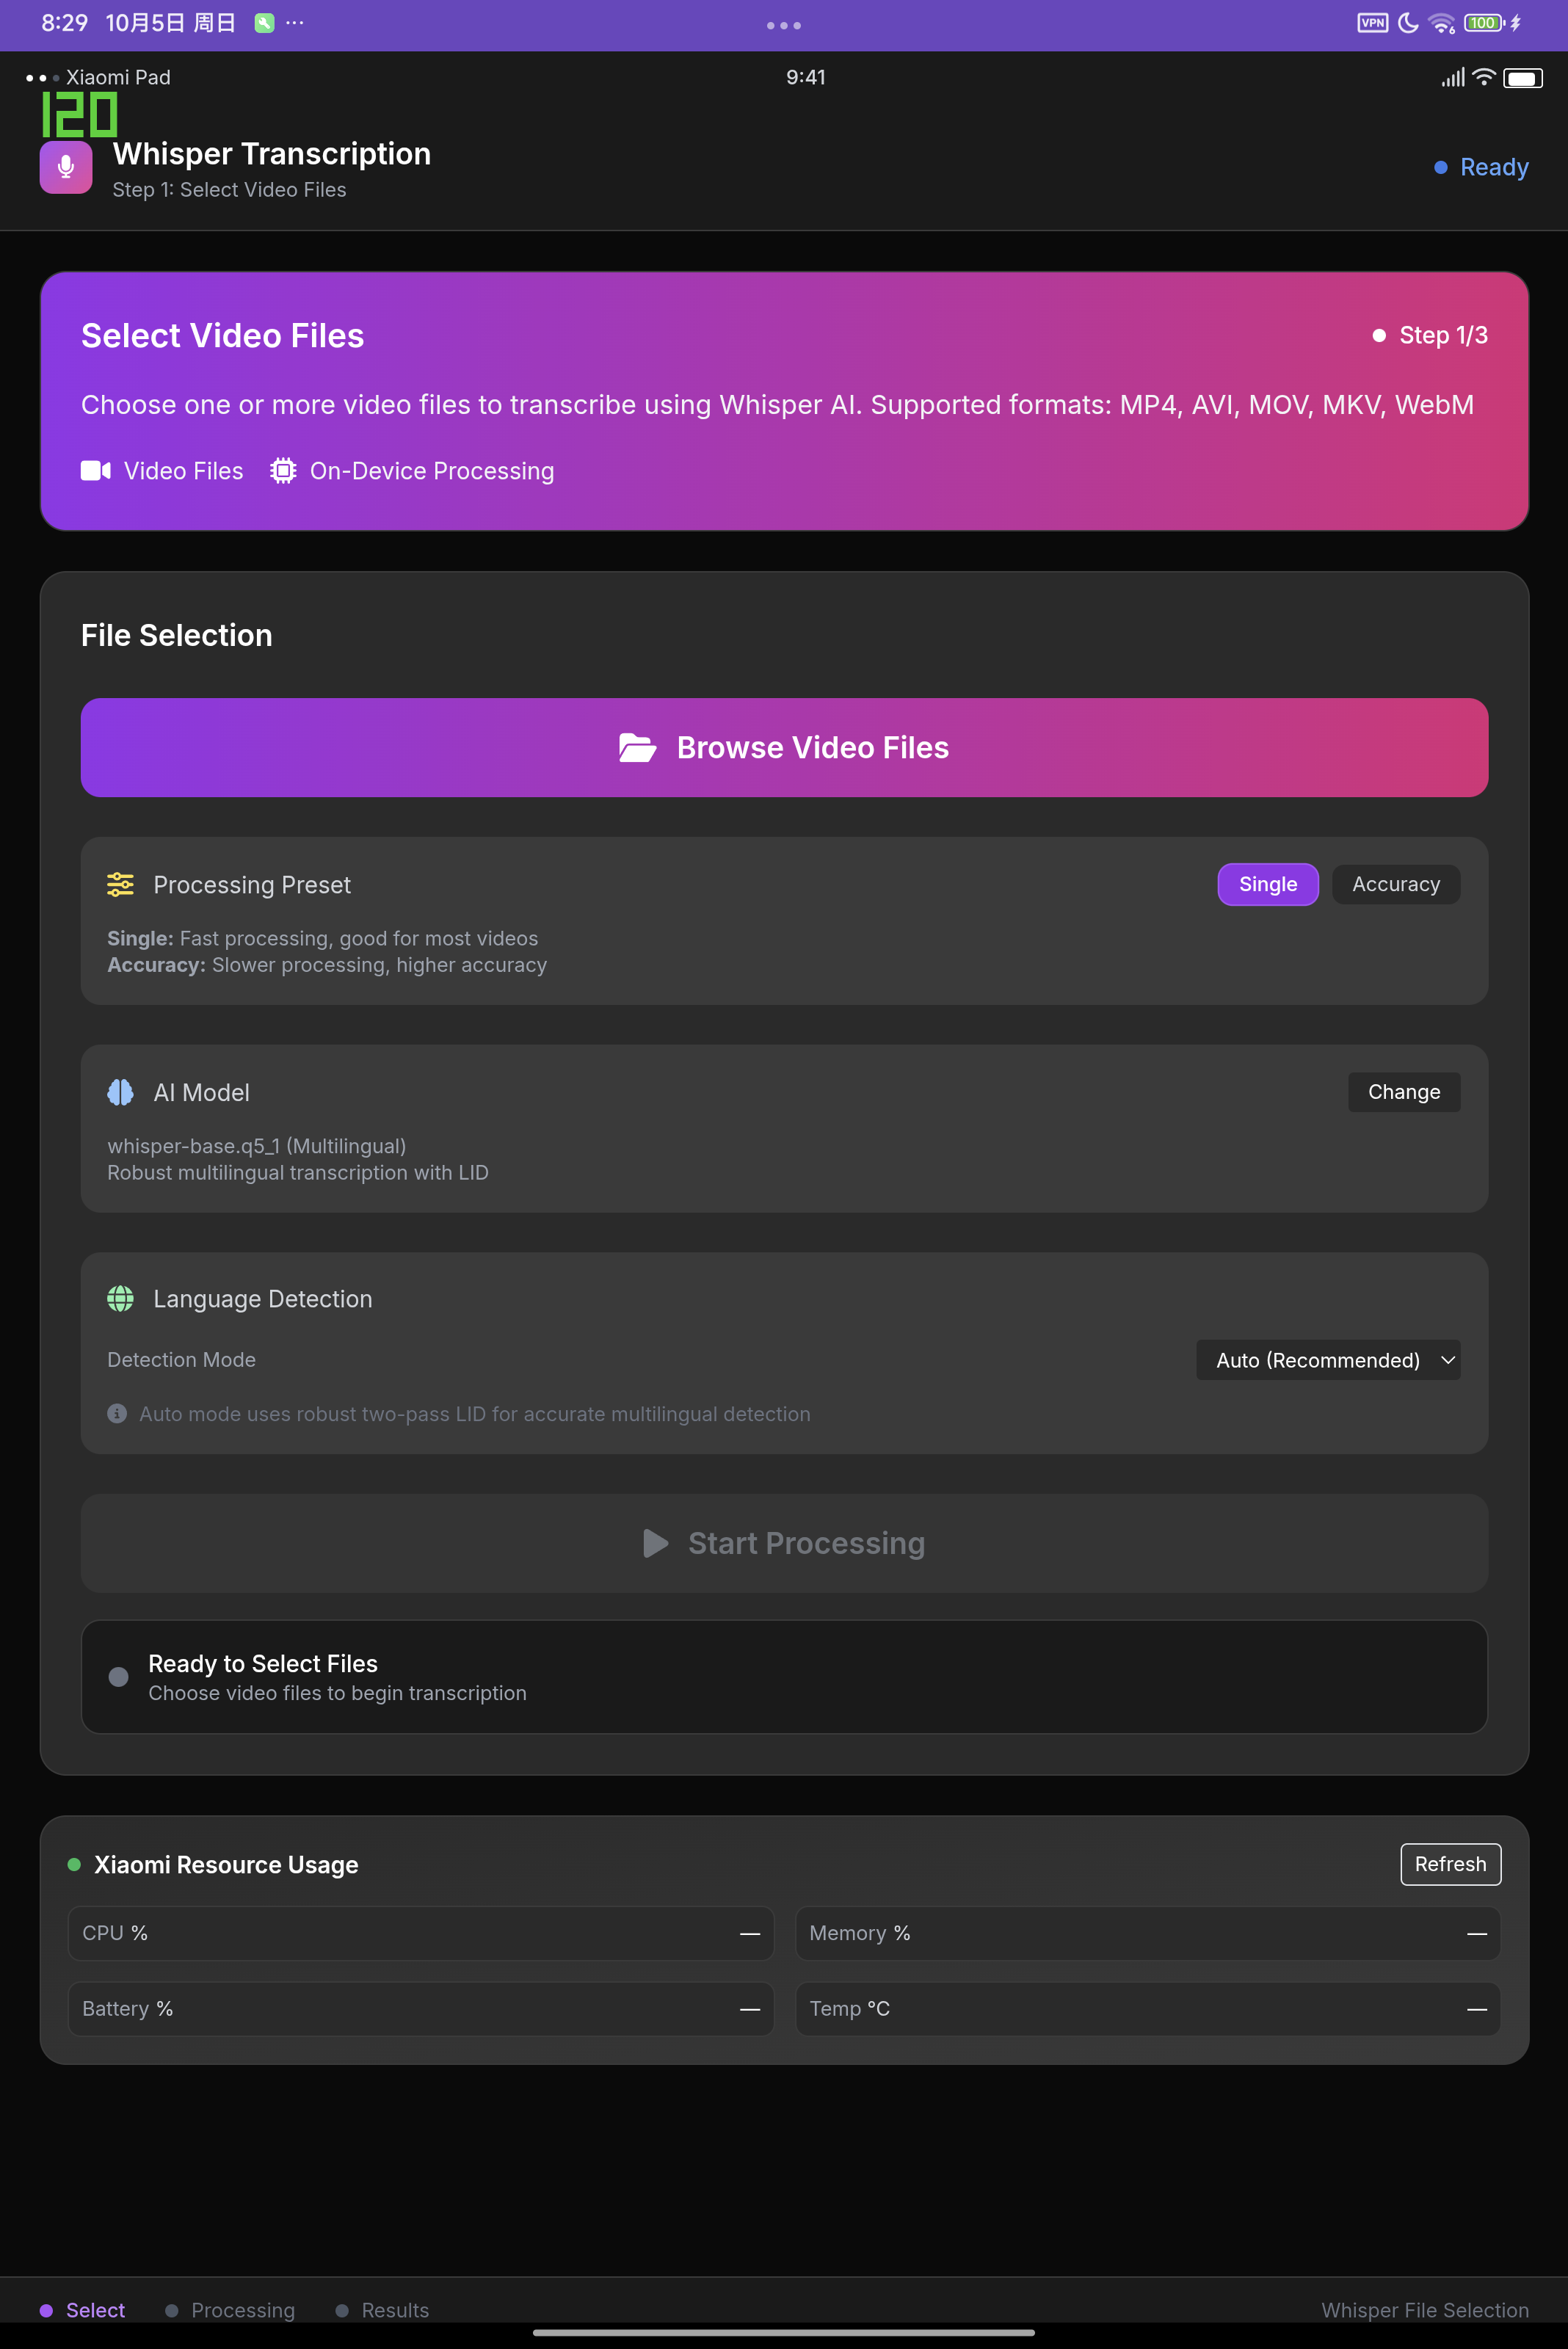 8:29 10月5日 周日 ...
VPN 6 100
Xiaomi Pad 9:41
120
Whisper Transcription
Step 1: Select Video Files
Ready
Select Video Files
Step 1/3
Choose one or more video files to transcribe using Whisper AI. Supported formats: MP4, AVI, MOV, MKV, WebM
Video Files On-Device Processing
File Selection
Browse Video Files
Processing Preset Single Accuracy
Single: Fast processing, good for most videos
Accuracy: Slower processing, higher accuracy
AI Model Change
whisper-base.q5_1 (Multilingual)
Robust multilingual transcription with LID
Language Detection
Detection Mode Auto (Recommended)
Auto mode uses robust two-pass LID for accurate multilingual detection
Start Processing
Ready to Select Files
Choose video files to begin transcription
Xiaomi Resource Usage Refresh
CPU % — Memory % —
Battery % — Temp °C —
Select Processing Results Whisper File Selection